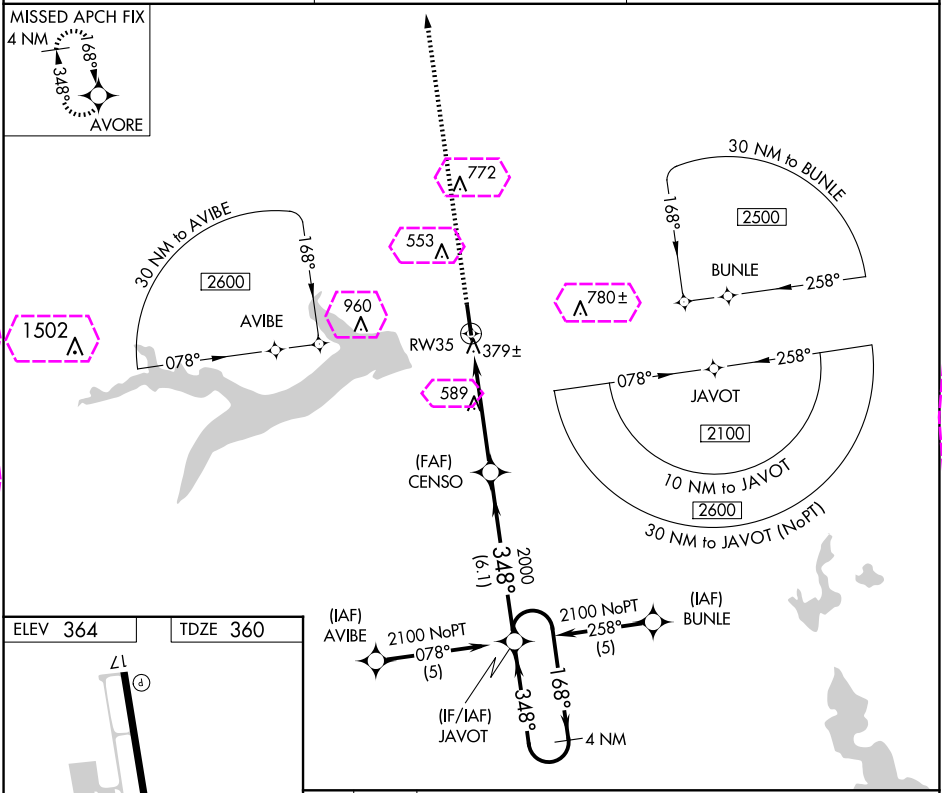 MISSED APCH FIX
4 NM
168°
348°
AVORE
772
553
30 NM to AVIBE
168°
2600
AVIBE
960
078°
1502
RW35
379±
589
780±
30 NM to BUNLE
168°
2500
BUNLE
258°
078°
258°
JAVOT
2100
10 NM to JAVOT
2600
30 NM to JAVOT (NoPT)
(FAF)
CENSO
348°
2000
(6.1)
(IAF)
AVIBE
2100 NoPT
078°
(5)
(IAF)
BUNLE
2100 NoPT
258°
(5)
(IF/IAF)
JAVOT
348°
168°
4 NM
ELEV 364
TDZE 360
17
P